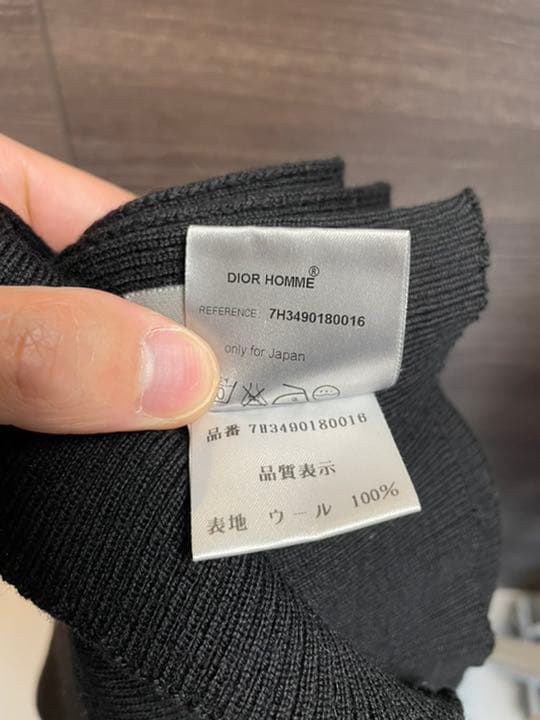 DIOR HOMME®
REFERENCE : 7H3490180016
only for Japan
品番 7H3490180016
品質表示
表地 ウール 100%